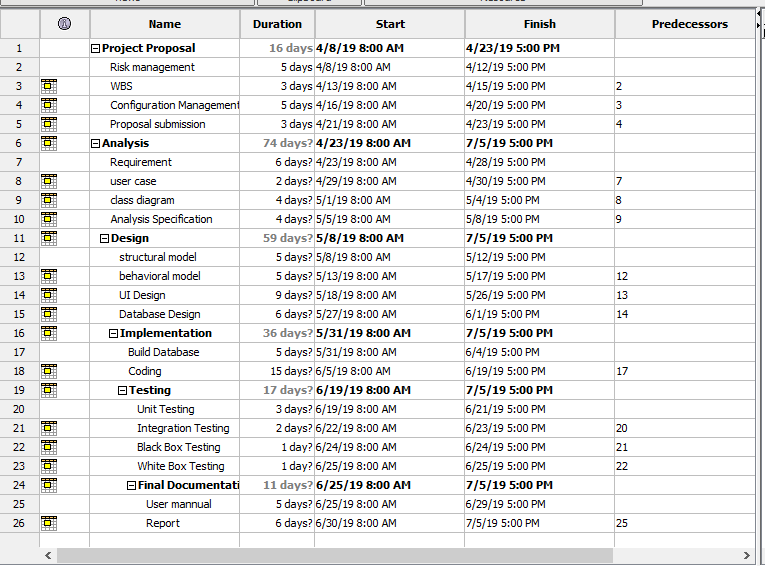 Name Duration Start Finish Predecessors
1 Project Proposal 16 days 4/8/19 8:00 AM 4/23/19 5:00 PM
2 Risk management 5 days 4/8/19 8:00 AM 4/12/19 5:00 PM
3 WBS 3 days 4/13/19 8:00 AM 4/15/19 5:00 PM 2
4 Configuration Management 5 days 4/16/19 8:00 AM 4/20/19 5:00 PM 3
5 Proposal submission 3 days 4/21/19 8:00 AM 4/23/19 5:00 PM 4
6 Analysis 74 days? 4/23/19 8:00 AM 7/5/19 5:00 PM
7 Requirement 6 days? 4/23/19 8:00 AM 4/28/19 5:00 PM
8 user case 2 days? 4/29/19 8:00 AM 4/30/19 5:00 PM 7
9 class diagram 4 days? 5/1/19 8:00 AM 5/4/19 5:00 PM 8
10 Analysis Specification 4 days? 5/5/19 8:00 AM 5/8/19 5:00 PM 9
11 Design 59 days? 5/8/19 8:00 AM 7/5/19 5:00 PM
12 structural model 5 days? 5/8/19 8:00 AM 5/12/19 5:00 PM
13 behavioral model 5 days? 5/13/19 8:00 AM 5/17/19 5:00 PM 12
14 UI Design 9 days? 5/18/19 8:00 AM 5/26/19 5:00 PM 13
15 Database Design 6 days? 5/27/19 8:00 AM 6/1/19 5:00 PM 14
16 Implementation 36 days? 5/31/19 8:00 AM 7/5/19 5:00 PM
17 Build Database 5 days? 5/31/19 8:00 AM 6/4/19 5:00 PM
18 Coding 15 days? 6/5/19 8:00 AM 6/19/19 5:00 PM 17
19 Testing 17 days? 6/19/19 8:00 AM 7/5/19 5:00 PM
20 Unit Testing 3 days? 6/19/19 8:00 AM 6/21/19 5:00 PM
21 Integration Testing 2 days? 6/22/19 8:00 AM 6/23/19 5:00 PM 20
22 Black Box Testing 1 day? 6/24/19 8:00 AM 6/24/19 5:00 PM 21
23 White Box Testing 1 day? 6/25/19 8:00 AM 6/25/19 5:00 PM 22
24 Final Documentati 11 days? 6/25/19 8:00 AM 7/5/19 5:00 PM
25 User mannual 5 days? 6/25/19 8:00 AM 6/29/19 5:00 PM
26 Report 6 days? 6/30/19 8:00 AM 7/5/19 5:00 PM 25